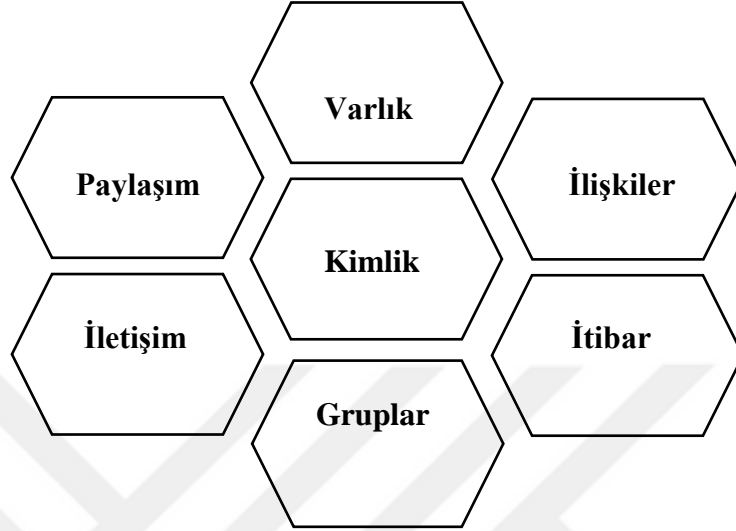 Varlık
Paylaşım
İlişkiler
Kimlik
İletişim
İtibar
Gruplar